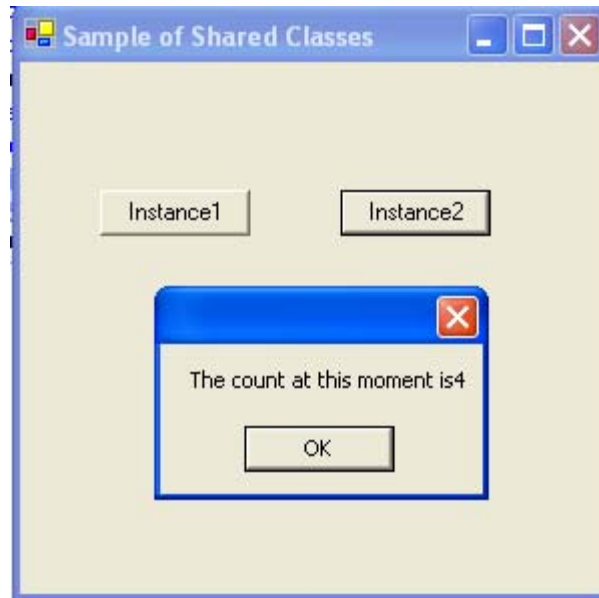 Sample of Shared Classes
Instance1
Instance2
The count at this moment is4
OK